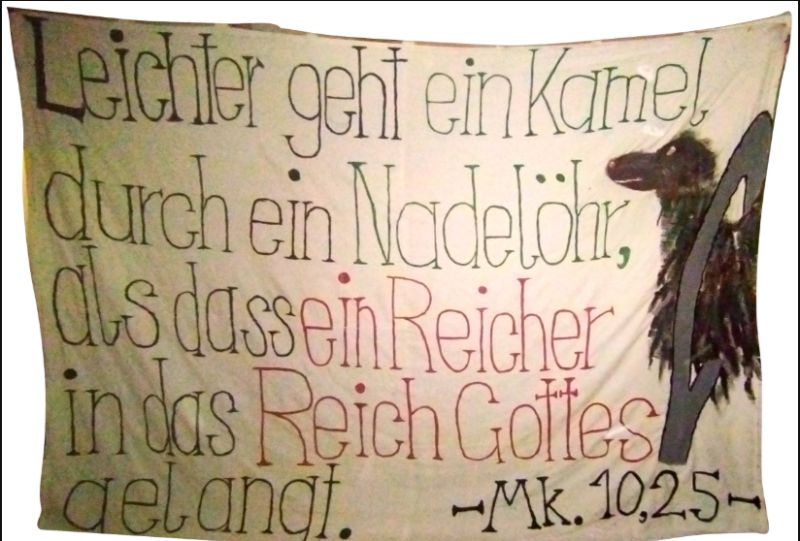 Leichter geht ein Kamel
durch ein Nadelöhr,
als dass ein Reicher
in das Reich Gottes
gelangt. -Mk. 10,25-